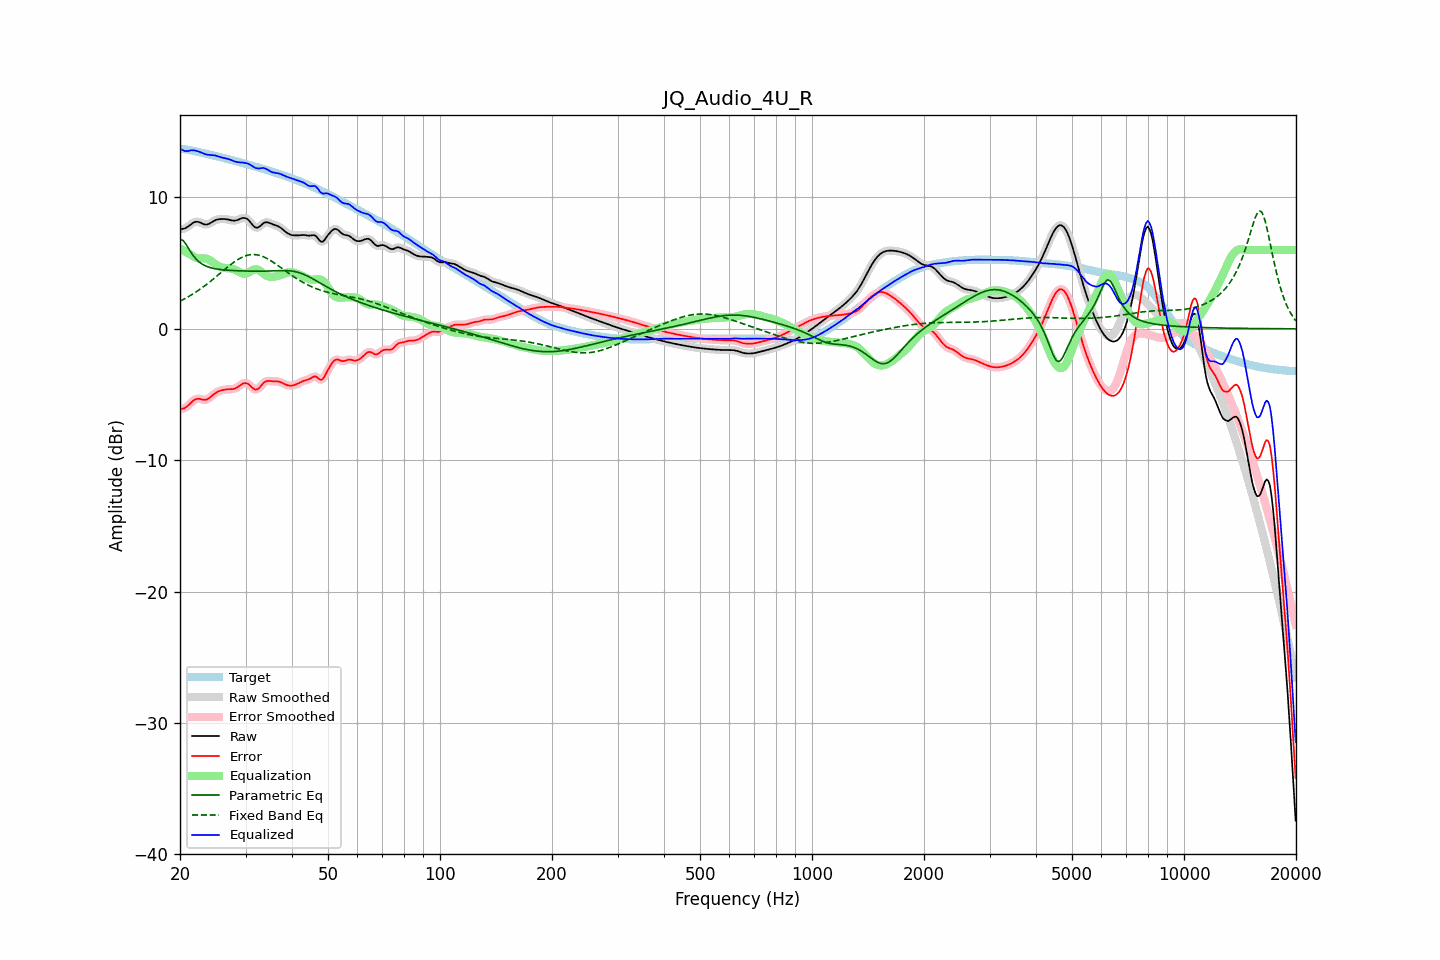 JQ_Audio_4U_R
Amplitude (dBr)
10
0
−10
−20
−30
−40
20
50
100
200
500
1000
2000
5000
10000
20000
Frequency (Hz)
Target
Raw Smoothed
Error Smoothed
Raw
Error
Equalization
Parametric Eq
Fixed Band Eq
Equalized